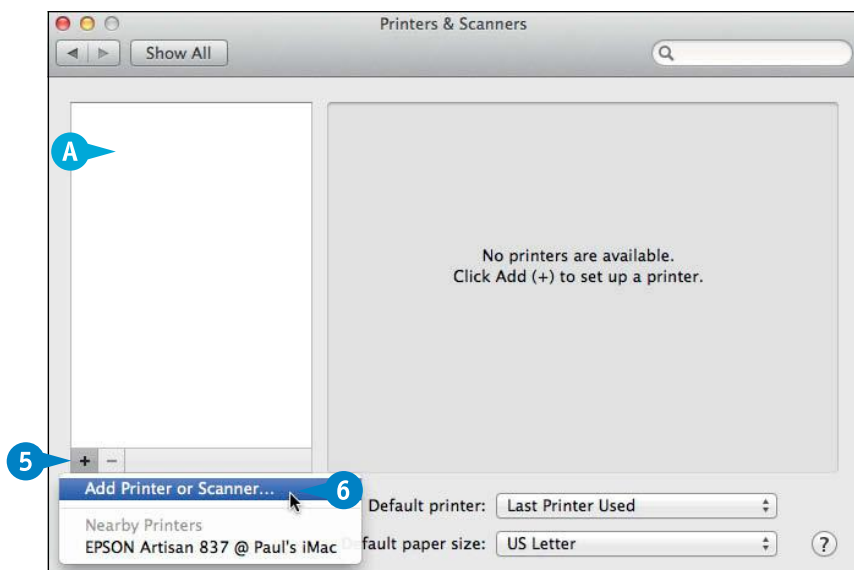 Printers & Scanners
Show All
A
No printers are available.
Click Add (+) to set up a printer.
5
+ −
Add Printer or Scanner...
6
Default printer: Last Printer Used
Nearby Printers
EPSON Artisan 837 @ Paul's iMac
efault paper size: US Letter
?